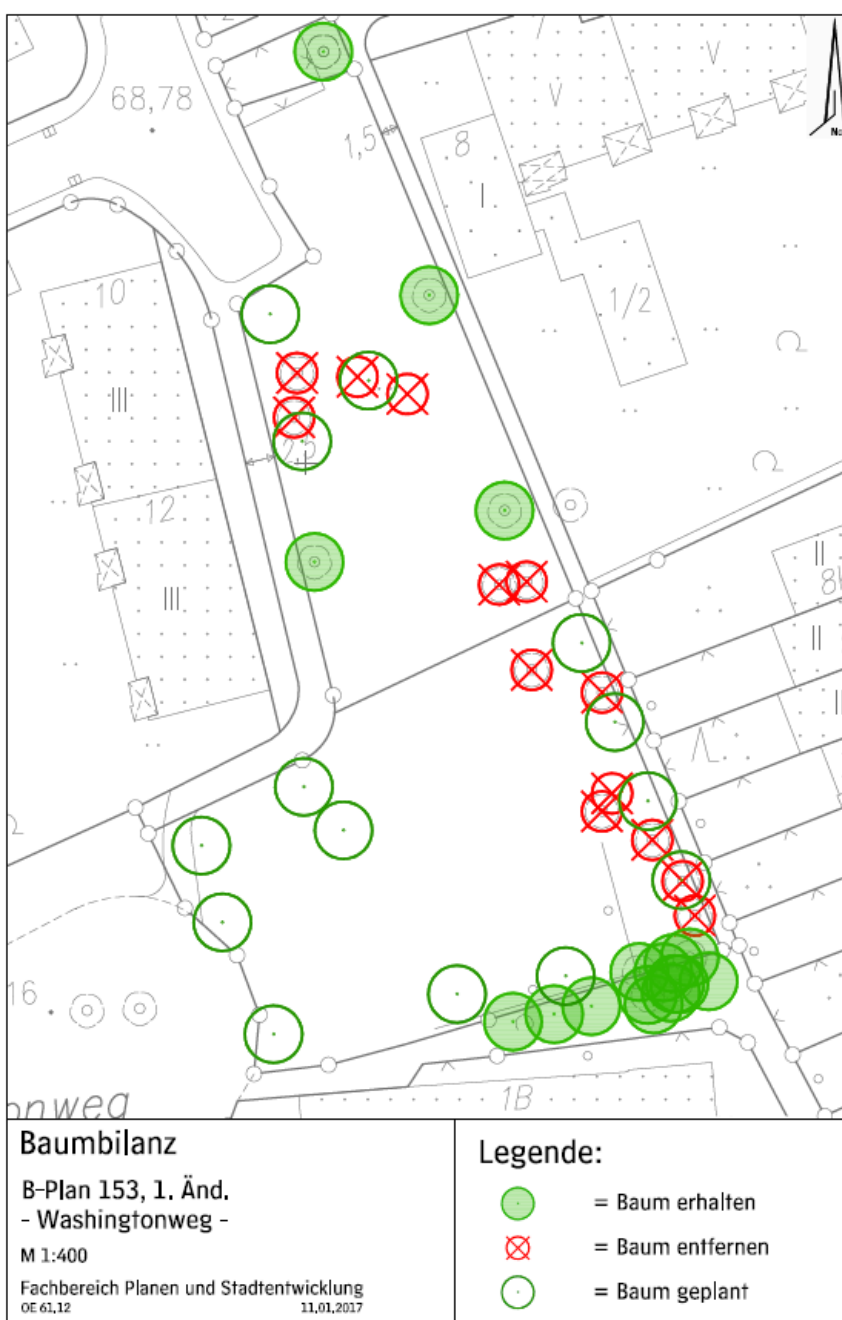 68,78
1,5
8
I
V
V
1/2
10
III
2,5
12
III
II
II
16
onweg
1B
Baumbilanz
B-Plan 153, 1. Änd.
- Washingtonweg -
M 1:400
Fachbereich Planen und Stadtentwicklung
OE 61.12 11.01.2017
Legende:
= Baum erhalten
= Baum entfernen
= Baum geplant